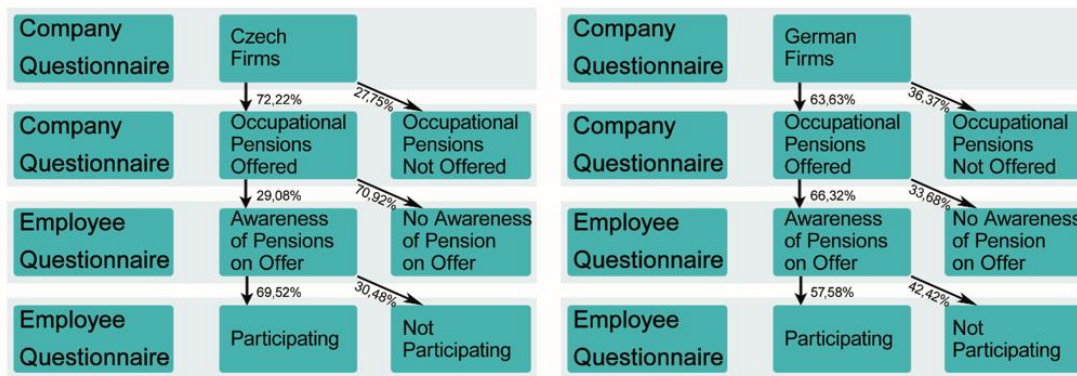 Company
Questionnaire
Czech
Firms
72,22%
27,75%
Company
Questionnaire
Occupational
Pensions
Offered
Occupational
Pensions
Not Offered
29,08%
70,92%
Employee
Questionnaire
Awareness
of Pensions
on Offer
No Awareness
of Pension
on Offer
69,52%
30,48%
Employee
Questionnaire
Participating
Not
Participating
Company
Questionnaire
German
Firms
63,63%
36,37%
Company
Questionnaire
Occupational
Pensions
Offered
Occupational
Pensions
Not Offered
66,32%
33,68%
Employee
Questionnaire
Awareness
of Pensions
on Offer
No Awareness
of Pension
on Offer
57,58%
42,42%
Employee
Questionnaire
Participating
Not
Participating